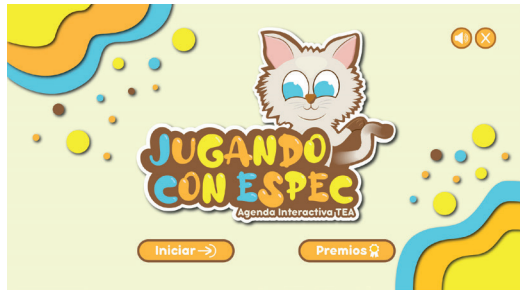 JUGANDO
CON ESPEC
Agenda Interactiva TEA
Iniciar
Premios